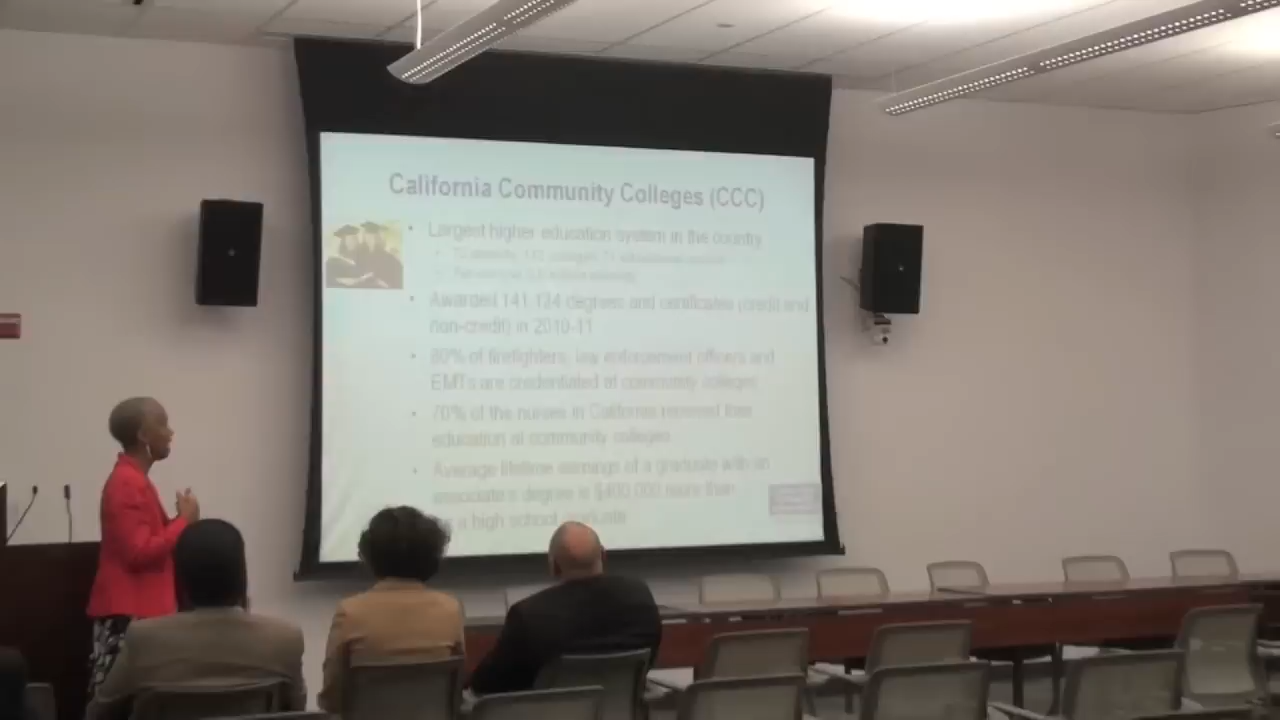 California Community Colleges (CCC)
Largest higher education system in the country
Awarded 141,124 degrees and certificates (credit and
non-credit) in 2010-11
80% of firefighters, law enforcement officers and
EMTs are credentialed at community colleges
70% of the nurses in California received their
education at community colleges
Average lifetime earnings of a graduate with an
associate's degree is $400,000 more than
a high school graduate